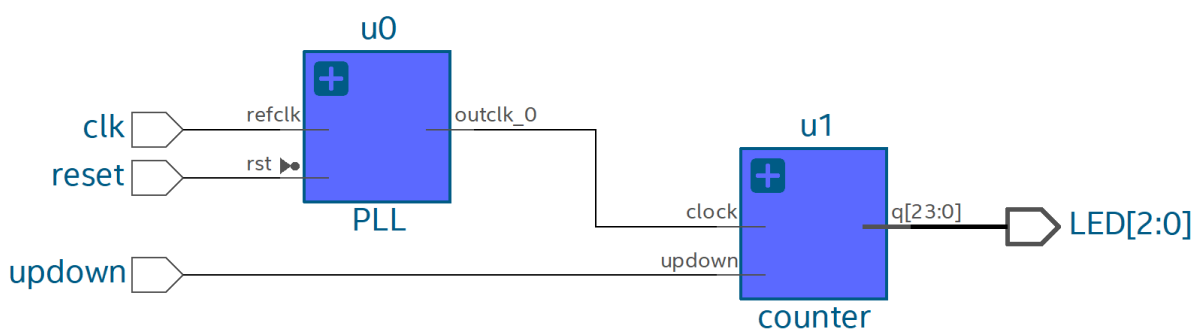 u0
clk
refclk
outclk_0
reset
rst
PLL
u1
clock
q[23:0]
LED[2:0]
updown
updown
counter